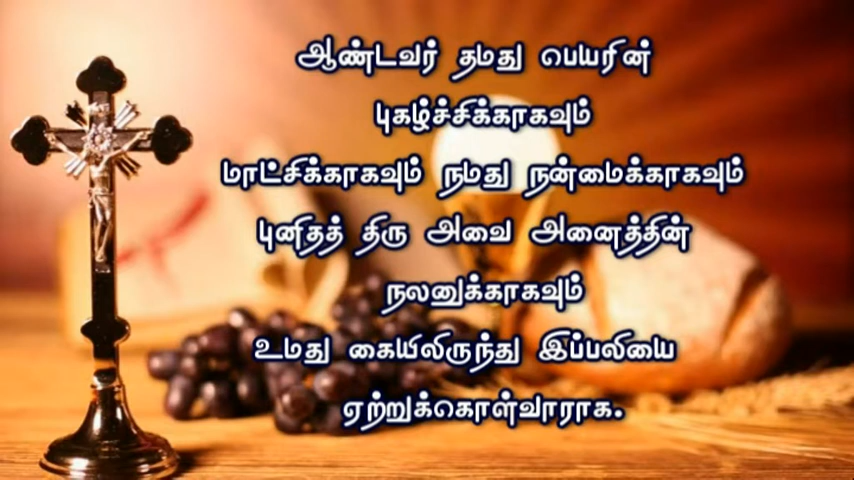 ஆண்டவர் தமது பெயரின்
புகழ்ச்சிக்காகவும்
மாட்சிக்காகவும் நமது நன்மைக்காகவும்
புனிதத் திரு அவை அனைத்தின்
நலனுக்காகவும்
உமது கையிலிருந்து இப்பலியை
ஏற்றுக்கொள்வாராக.